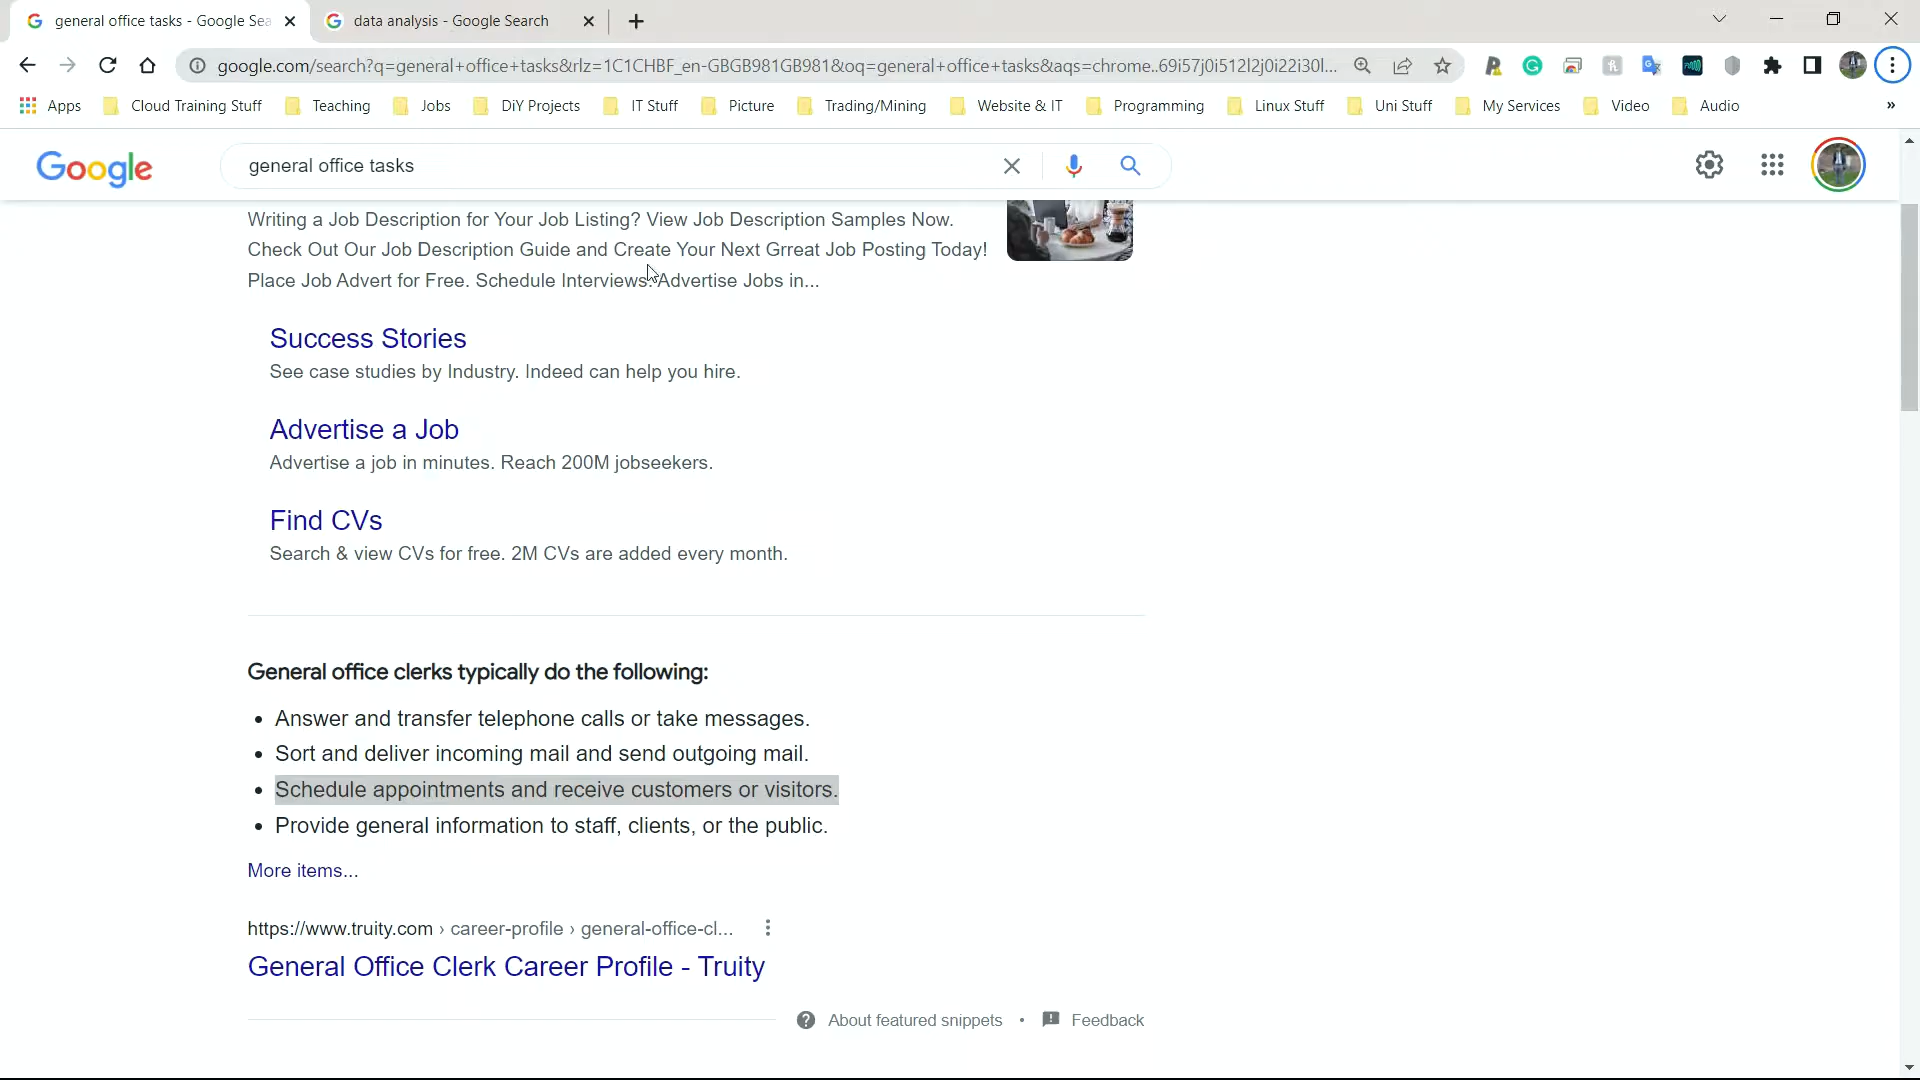 general office tasks - Google Sea
data analysis - Google Search
google.com/search?q=general+office+tasks&rlz=1C1CHBF_en-GBGB981GB981&oq=general+office+tasks&aqs=chrome..69i57j0i512l2j0i22i30l...
Apps
Cloud Training Stuff
Teaching
Jobs
DiY Projects
IT Stuff
Picture
Trading/Mining
Website & IT
Programming
Linux Stuff
Uni Stuff
My Services
Video
Audio
»
Google
general office tasks
Writing a Job Description for Your Job Listing? View Job Description Samples Now.
Check Out Our Job Description Guide and Create Your Next Grreat Job Posting Today!
Place Job Advert for Free. Schedule Interviews. Advertise Jobs in...
Success Stories
See case studies by Industry. Indeed can help you hire.
Advertise a Job
Advertise a job in minutes. Reach 200M jobseekers.
Find CVs
Search & view CVs for free. 2M CVs are added every month.
General office clerks typically do the following:
• Answer and transfer telephone calls or take messages.
• Sort and deliver incoming mail and send outgoing mail.
• Schedule appointments and receive customers or visitors.
• Provide general information to staff, clients, or the public.
More items...
https://www.truity.com › career-profile › general-office-cl...
General Office Clerk Career Profile - Truity
About featured snippets • Feedback